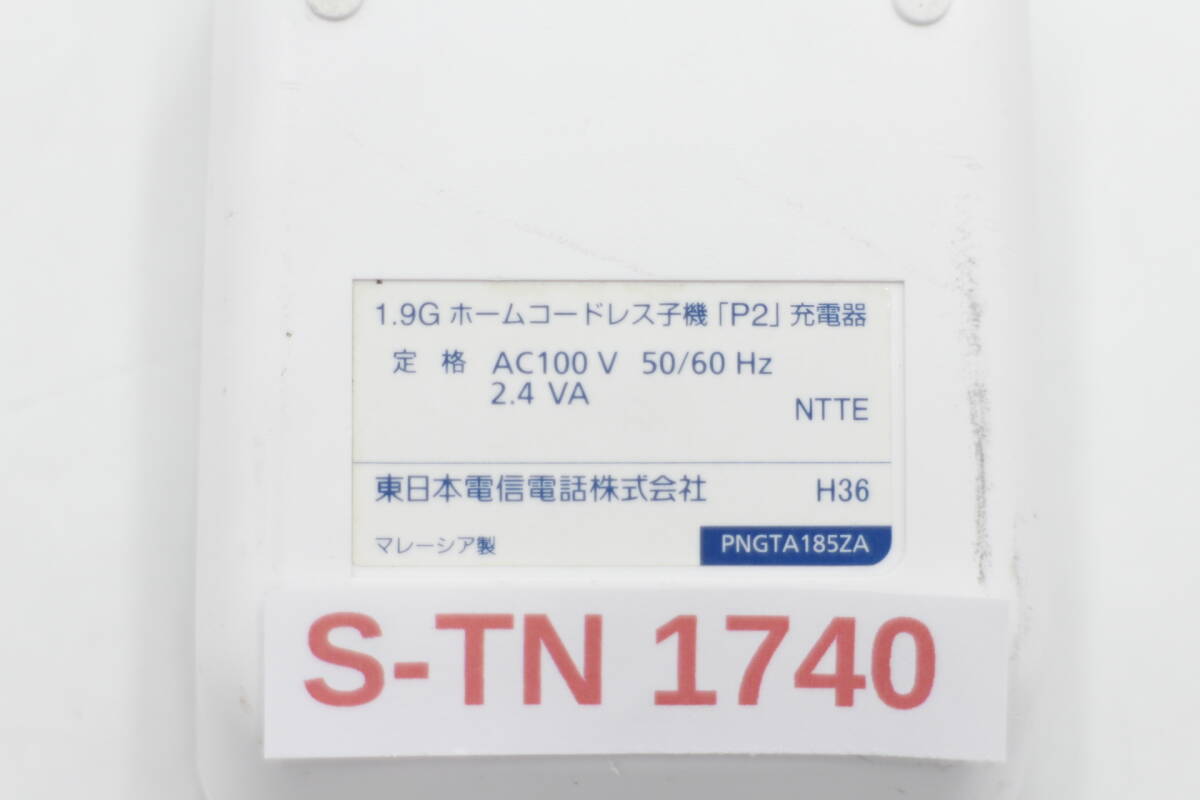 1.9G ホームコードレス子機「P2」充電器
定 格 AC100 V 50/60 Hz
2.4 VA
NTTE
東日本電信電話株式会社 H36
マレーシア製 PNGTA185ZA
S-TN 1740